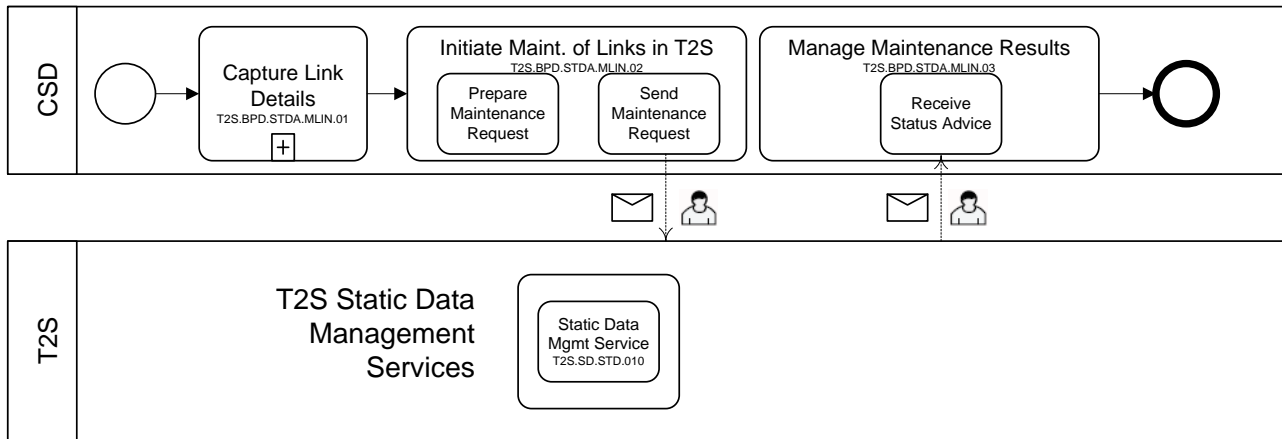 CSD
Capture Link
Details
T2S.BPD.STDA.MLIN.01
Initiate Maint. of Links in T2S
T2S.BPD.STDA.MLIN.02
Prepare
Maintenance
Request
Send
Maintenance
Request
Manage Maintenance Results
T2S.BPD.STDA.MLIN.03
Receive
Status Advice
T2S
T2S Static Data
Management
Services
Static Data
Mgmt Service
T2S.SD.STD.010